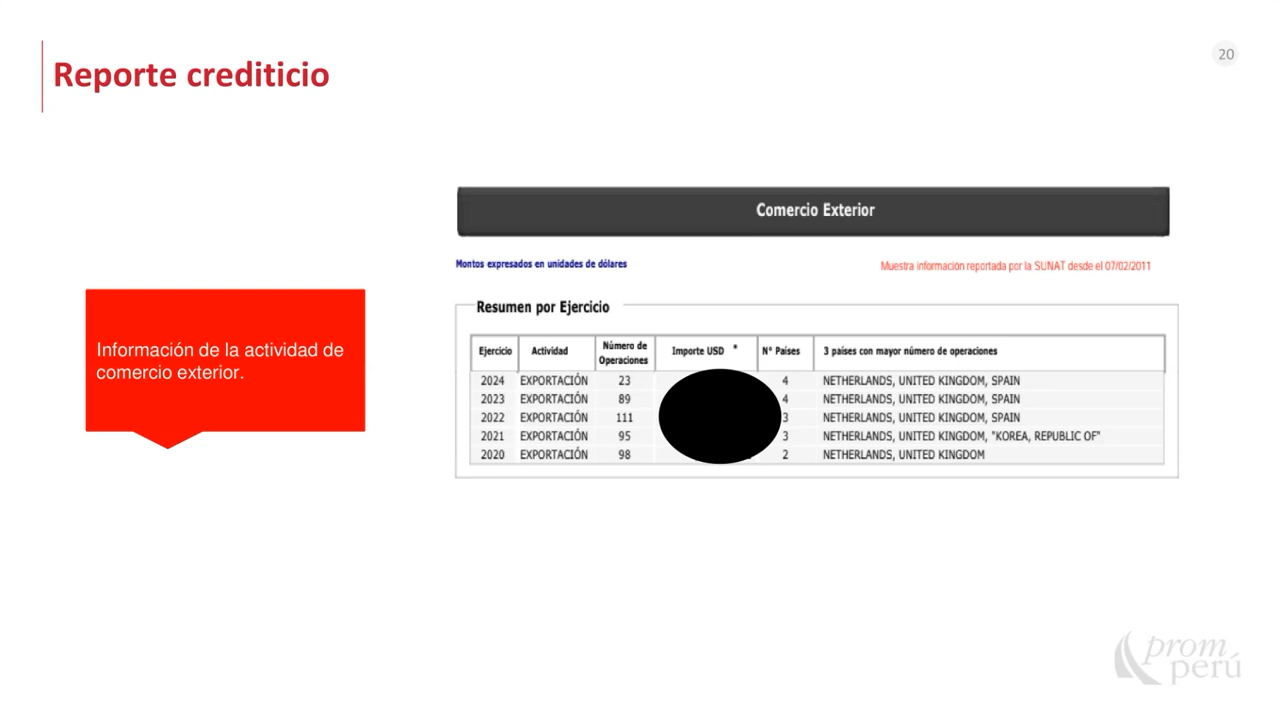 20
Reporte crediticio
Comercio Exterior
Montos expresados en unidades de dólares
Muestra información reportada por la SUNAT desde el 07/02/2011
Información de la actividad de
comercio exterior.
Resumen por Ejercicio
Ejercicio Actividad Número de Operaciones Importe USD * N° Países 3 países con mayor número de operaciones
2024 EXPORTACIÓN 23 4 NETHERLANDS, UNITED KINGDOM, SPAIN
2023 EXPORTACIÓN 89 4 NETHERLANDS, UNITED KINGDOM, SPAIN
2022 EXPORTACIÓN 111 3 NETHERLANDS, UNITED KINGDOM, SPAIN
2021 EXPORTACIÓN 95 3 NETHERLANDS, UNITED KINGDOM, "KOREA, REPUBLIC OF"
2020 EXPORTACIÓN 98 2 NETHERLANDS, UNITED KINGDOM
prom
perú